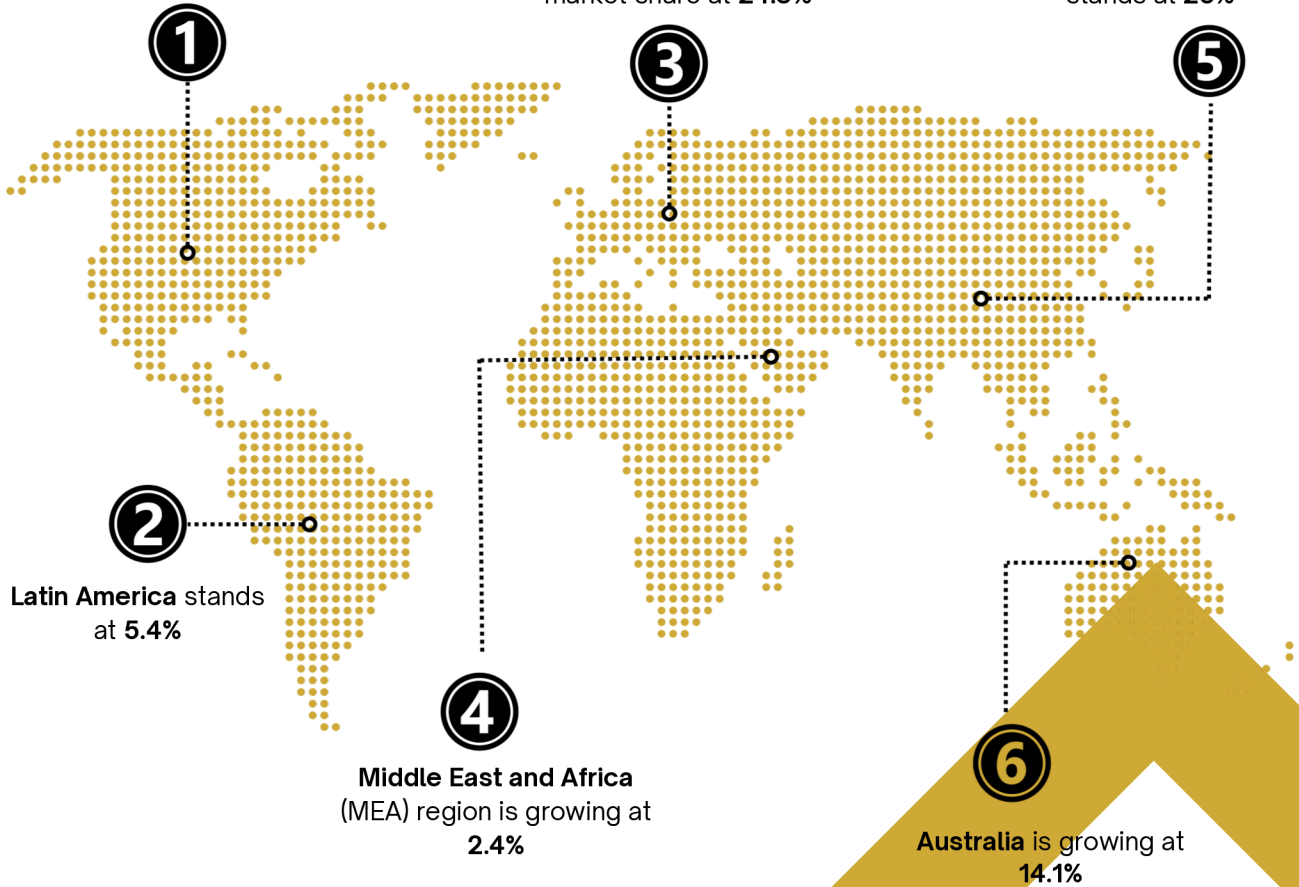 1
3
5
2
Latin America stands
at 5.4%
4
Middle East and Africa
(MEA) region is growing at
2.4%
6
Australia is growing at
14.1%